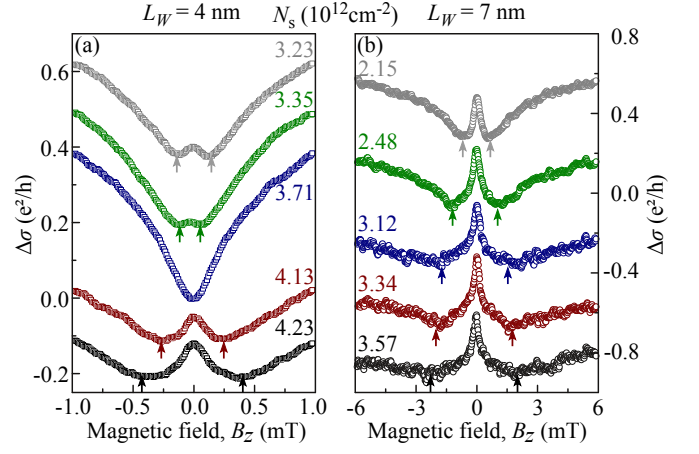 L_W = 4 nm N_s (10^12 cm^-2) L_W = 7 nm
(a)
3.23
3.35
3.71
4.13
4.23
0.6
0.4
0.2
0.0
-0.2
Δσ (e²/h)
-1.0 -0.5 0.0 0.5 1.0
Magnetic field, B_Z (mT)
(b)
2.15
2.48
3.12
3.34
3.57
0.8
0.4
0.0
-0.4
-0.8
Δσ (e²/h)
-6 -3 0 3 6
Magnetic field, B_Z (mT)